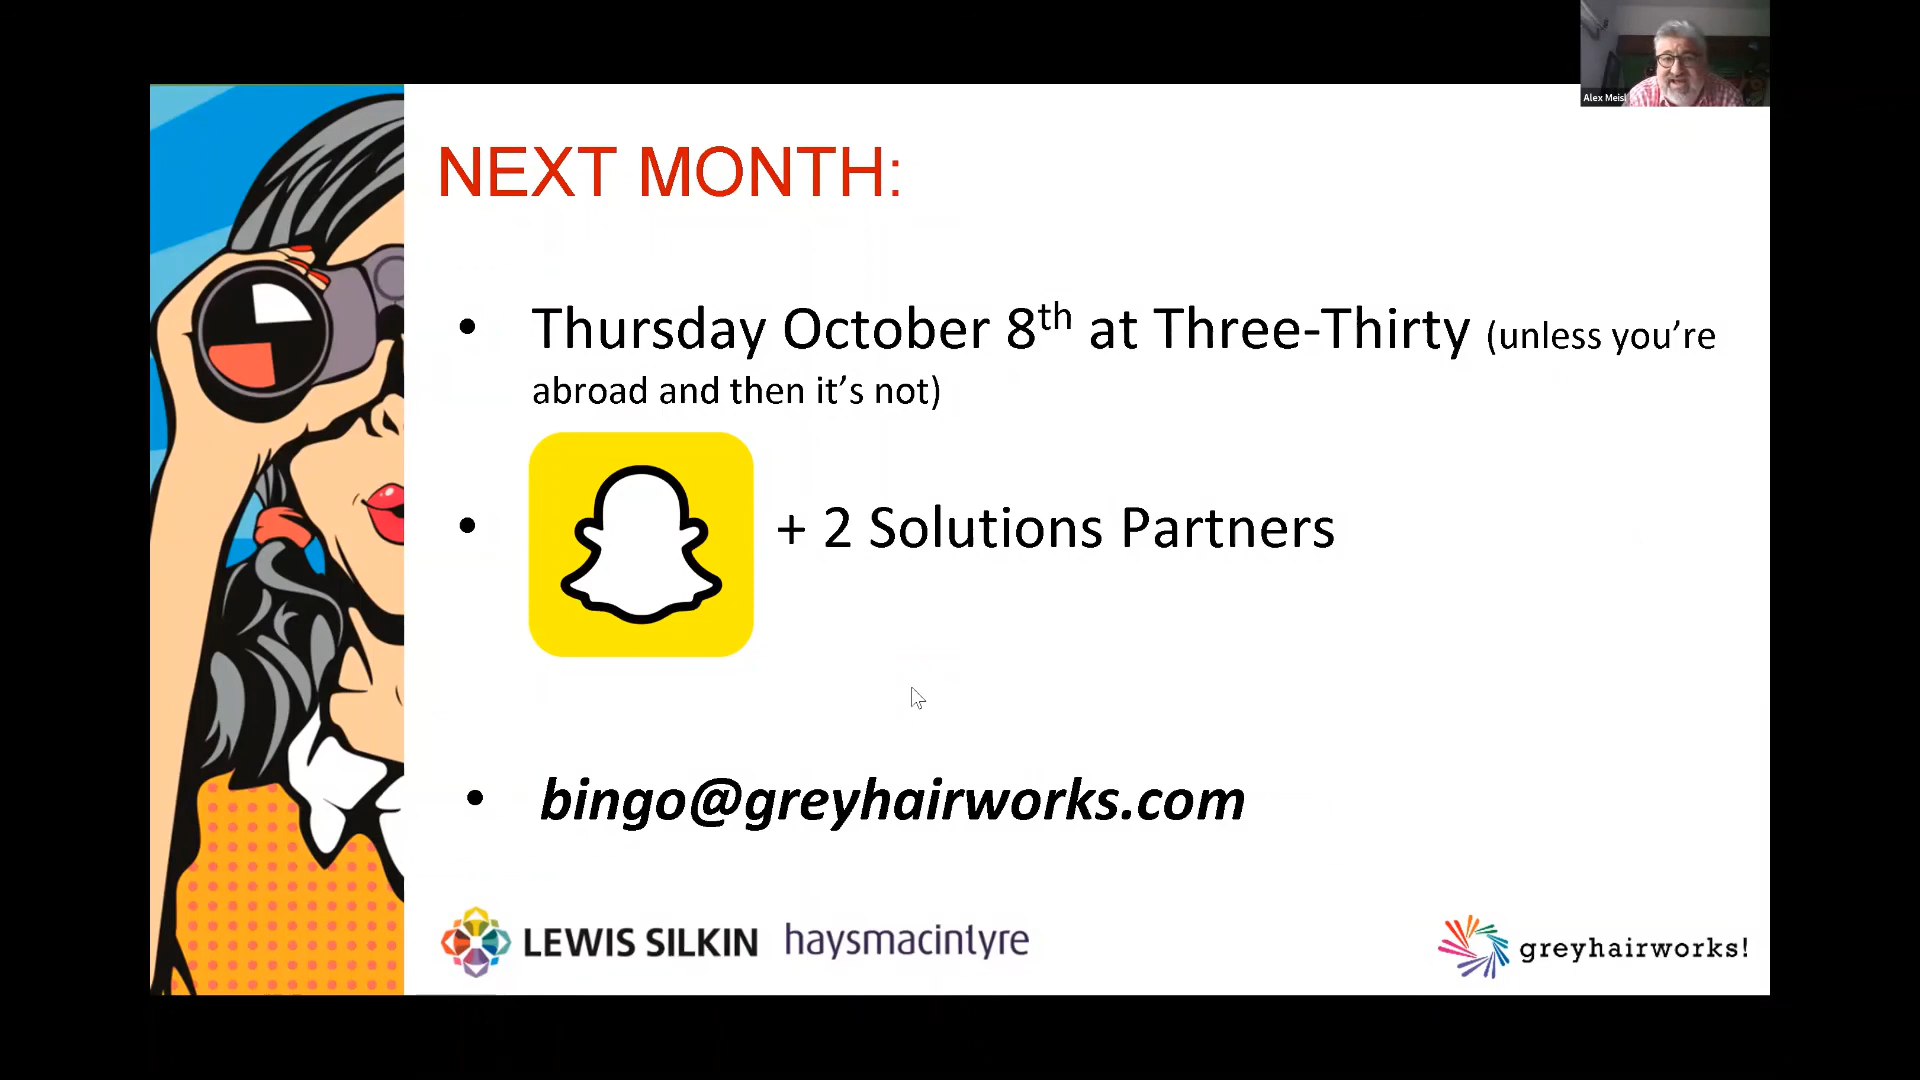 Alex Meisl
NEXT MONTH:
• Thursday October 8th at Three-Thirty (unless you're
abroad and then it's not)
• + 2 Solutions Partners
• bingo@greyhairworks.com
LEWIS SILKIN haysmacintyre
greyhairworks!